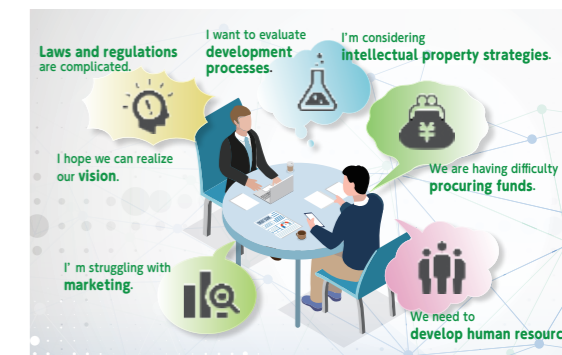 Laws and regulations
are complicated.
I want to evaluate
development
processes.
I'm considering
intellectual property strategies.
I hope we can realize
our vision.
¥
We are having difficulty
procuring funds.
I' m struggling with
marketing.
We need to
develop human resourc